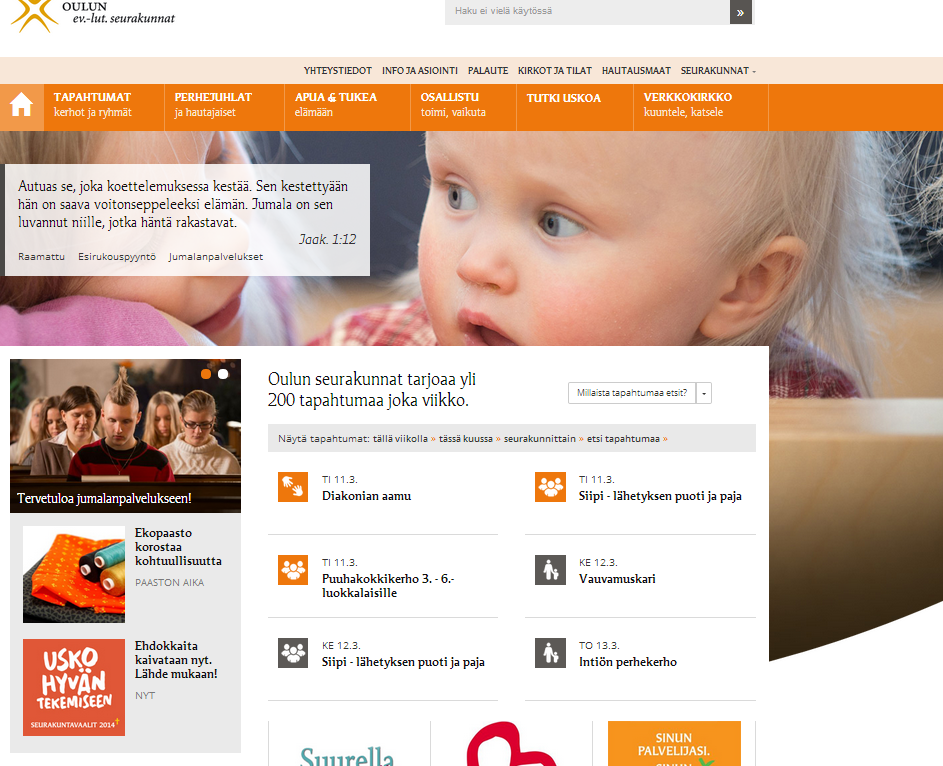 OULUN
ev.-lut. seurakunnat
Haku ei vielä käytössä
»
YHTEYSTIEDOT INFO JA ASIOINTI PALAUTE KIRKOT JA TILAT HAUTAUSMAAT SEURAKUNNAT
TAPAHTUMAT
kerhot ja ryhmät
PERHEJUHLAT
ja hautajaiset
APUA & TUKEA
elämään
OSALLISTU
toimi, vaikuta
TUTKI USKOA
VERKKOKIRKKO
kuuntele, katsele
Autuas se, joka koettelemuksessa kestää. Sen kestettyään
hän on saava voitonseppeleeksi elämän. Jumala on sen
luvannut niille, jotka häntä rakastavat.
Jaak. 1:12
Raamattu Esirukouspyyntö Jumalanpalvelukset
Tervetuloa jumalanpalvelukseen!
Ekopaasto
korostaa
kohtuullisuutta
PAASTON AIKA
USKO
HYVÄN
TEKEMISEEN
SEURAKUNTAVAALIT 2014
Ehdokkaita
kaivataan nyt.
Lähde mukaan!
NYT
Oulun seurakunnat tarjoaa yli
200 tapahtumaa joka viikko.
Millaista tapahtumaa etsit?
Näytä tapahtumat: tällä viikolla » tässä kuussa » seurakunnittain » etsi tapahtumaa »
TI 11.3.
Diakonian aamu
TI 11.3.
Siipi - lähetyksen puoti ja paja
TI 11.3.
Puuhakokkikerho 3. - 6.-
luokkalaisille
KE 12.3.
Vauvamuskari
KE 12.3.
Siipi - lähetyksen puoti ja paja
TO 13.3.
Intiön perhekerho
Suurella
SINUN
PALVELIJASI.
SINUN